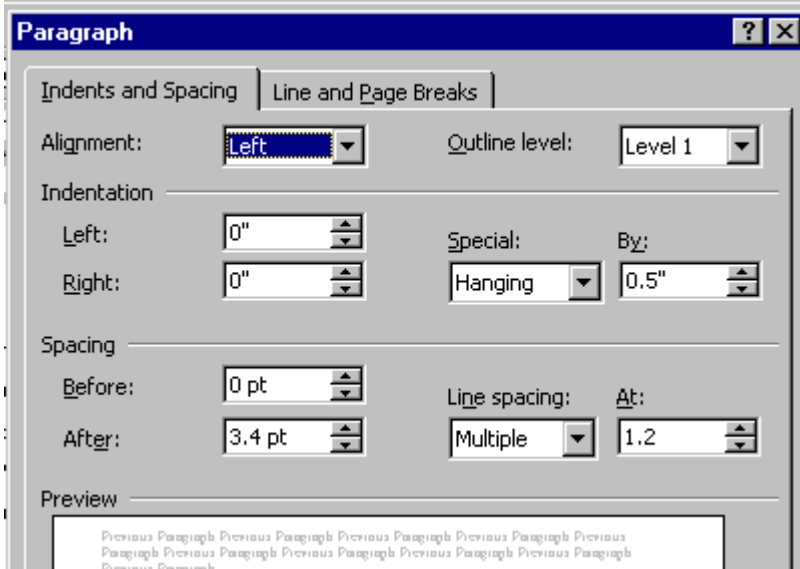 Paragraph
Indents and Spacing Line and Page Breaks
Alignment: Left Outline level: Level 1
Indentation
Left: 0" Special: By:
Right: 0" Hanging 0.5"
Spacing
Before: 0 pt Line spacing: At:
After: 3.4 pt Multiple 1.2
Preview
Previous Paragraph Previous Paragraph Previous Paragraph Previous Paragraph Previous
Paragraph Previous Paragraph Previous Paragraph Previous Paragraph Previous Paragraph
Previous Paragraph